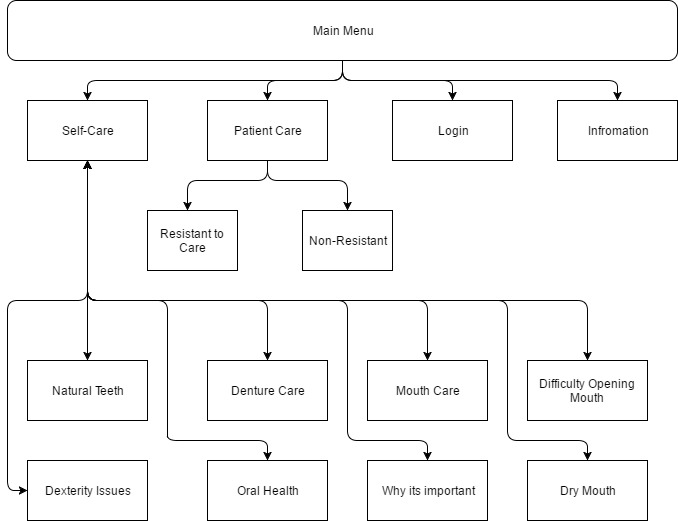 Main Menu
Self-Care
Patient Care
Login
Infromation
Resistant to
Care
Non-Resistant
Natural Teeth
Denture Care
Mouth Care
Difficulty Opening
Mouth
Dexterity Issues
Oral Health
Why its important
Dry Mouth